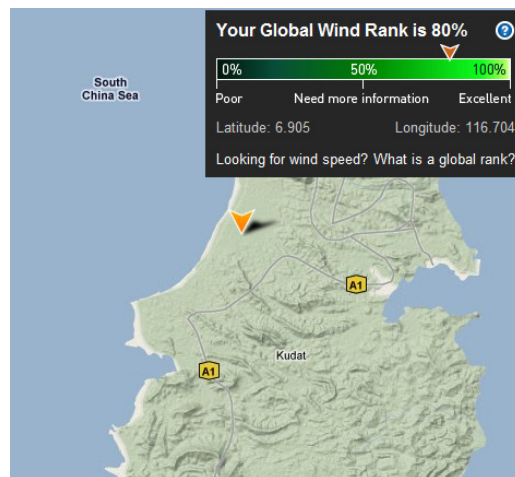 Your Global Wind Rank is 80%
?
0% 50% 100%
Poor Need more information Excellent
Latitude: 6.905 Longitude: 116.704
Looking for wind speed? What is a global rank?
South
China Sea
A1
Kudat
A1